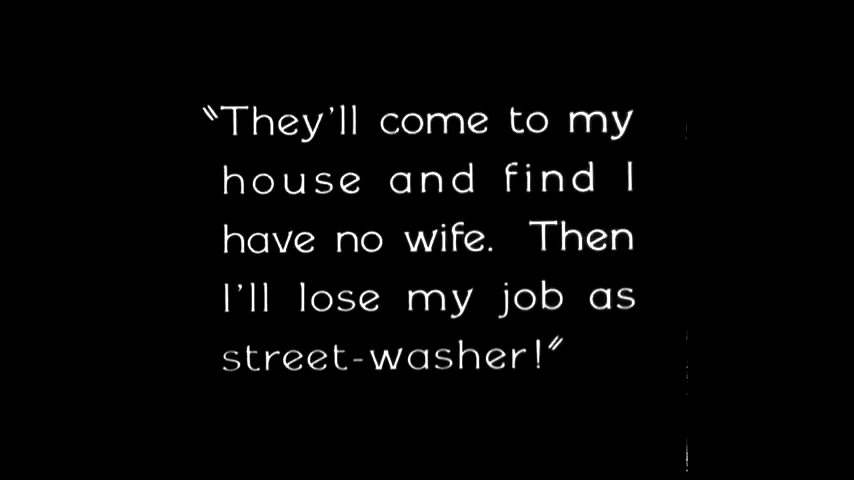 "They'll come to my
house and find I
have no wife. Then
I'll lose my job as
street-washer!"